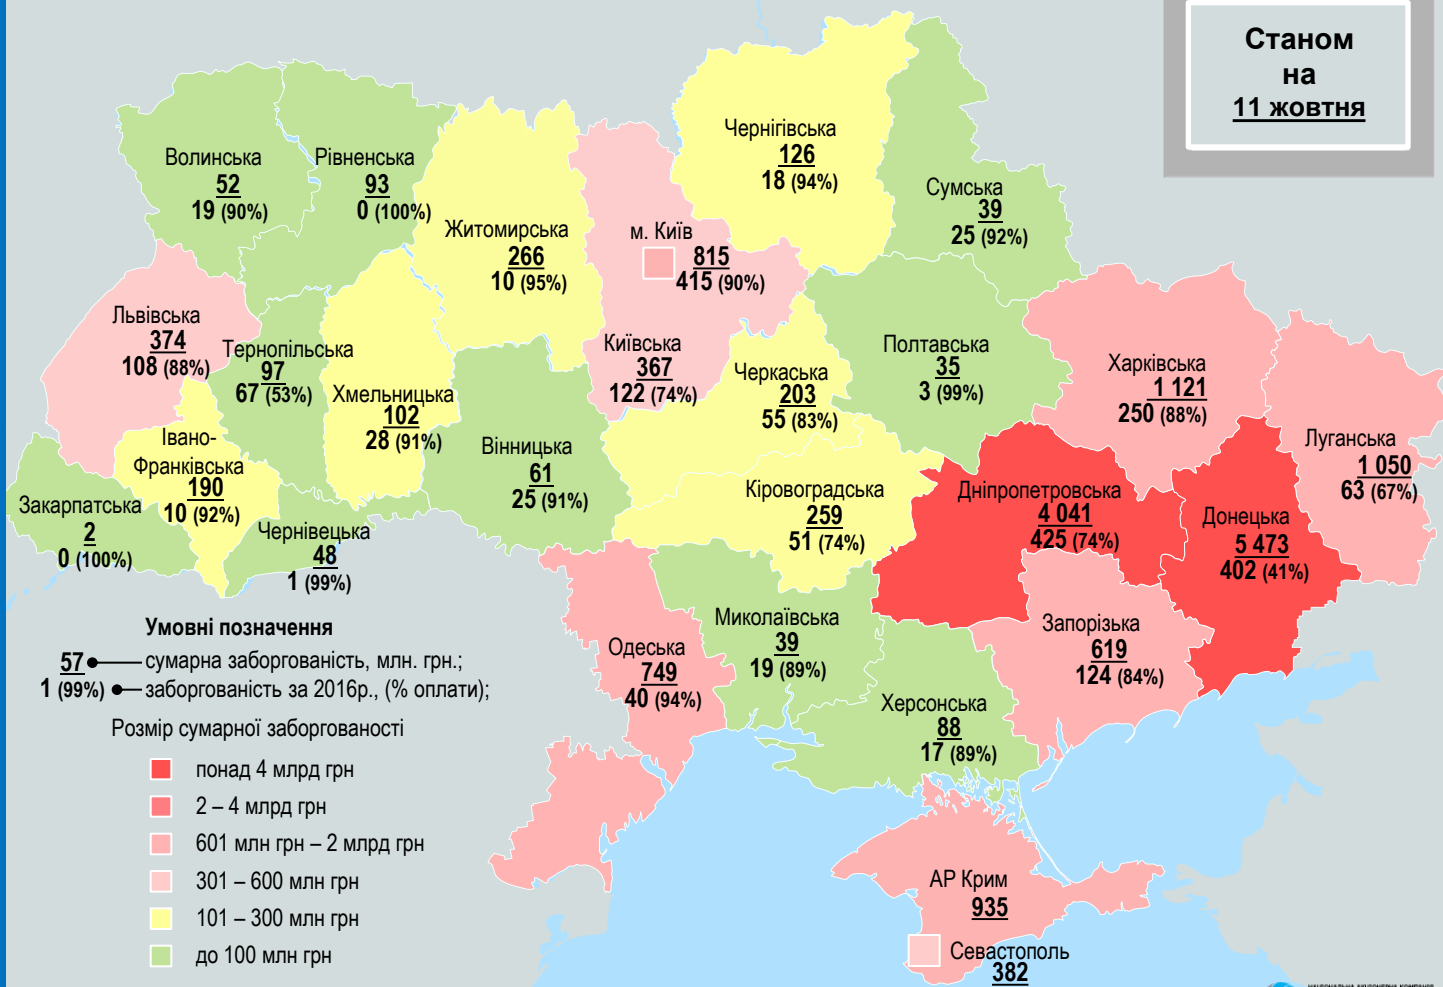 Станом
на
11 жовтня
Волинська
52
19 (90%)
Рівненська
93
0 (100%)
Житомирська
266
10 (95%)
м. Київ
815
415 (90%)
Чернігівська
126
18 (94%)
Сумська
39
25 (92%)
Львівська
374
108 (88%)
Тернопільська
97
67 (53%)
Хмельницька
102
28 (91%)
Київська
367
122 (74%)
Черкаська
203
55 (83%)
Полтавська
35
3 (99%)
Харківська
1 121
250 (88%)
Луганська
1 050
63 (67%)
Івано-
Франківська
190
10 (92%)
Закарпатська
2
0 (100%)
Чернівецька
48
1 (99%)
Вінницька
61
25 (91%)
Кіровоградська
259
51 (74%)
Дніпропетровська
4 041
425 (74%)
Донецька
5 473
402 (41%)
Одеська
749
40 (94%)
Миколаївська
39
19 (89%)
Запорізька
619
124 (84%)
Херсонська
88
17 (89%)
АР Крим
935
Севастополь
382
Умовні позначення
57 сумарна заборгованість, млн. грн.;
1 (99%) заборгованість за 2016р., (% оплати);
Розмір сумарної заборгованості
понад 4 млрд грн
2 – 4 млрд грн
601 млн грн – 2 млрд грн
301 – 600 млн грн
101 – 300 млн грн
до 100 млн грн